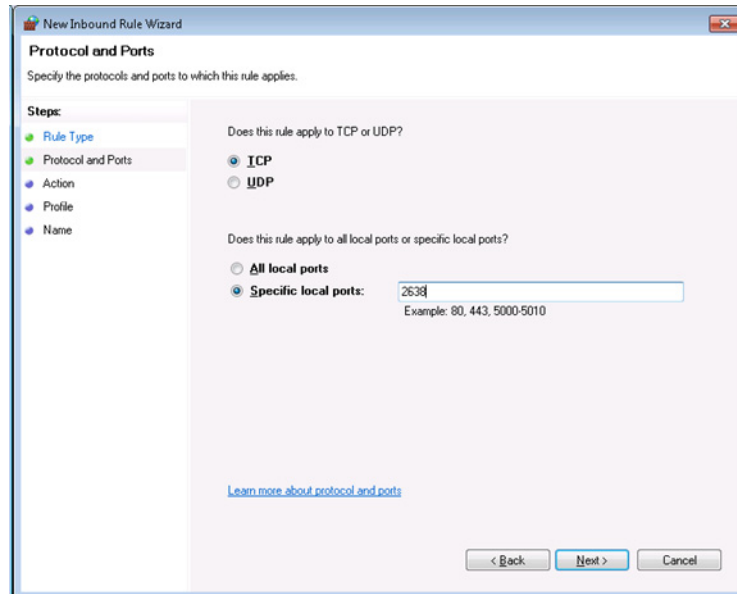 New Inbound Rule Wizard
Protocol and Ports
Specify the protocols and ports to which this rule applies.
Steps:
Rule Type
Protocol and Ports
Action
Profile
Name
Does this rule apply to TCP or UDP?
TCP
UDP
Does this rule apply to all local ports or specific local ports?
All local ports
Specific local ports: 2638
Example: 80, 443, 5000-5010
Learn more about protocol and ports
< Back Next > Cancel